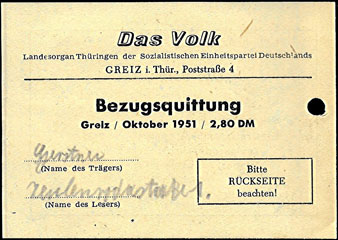 Das Volk
Landesorgan Thüringen der Sozialistischen Einheitspartei Deutschlands
GREIZ i. Thür., Poststraße 4
Bezugsquittung
Greiz / Oktober 1951 / 2,80 DM
Gerstner
(Name des Trägers)
(Name des Lesers)
Bitte
RÜCKSEITE
beachten!